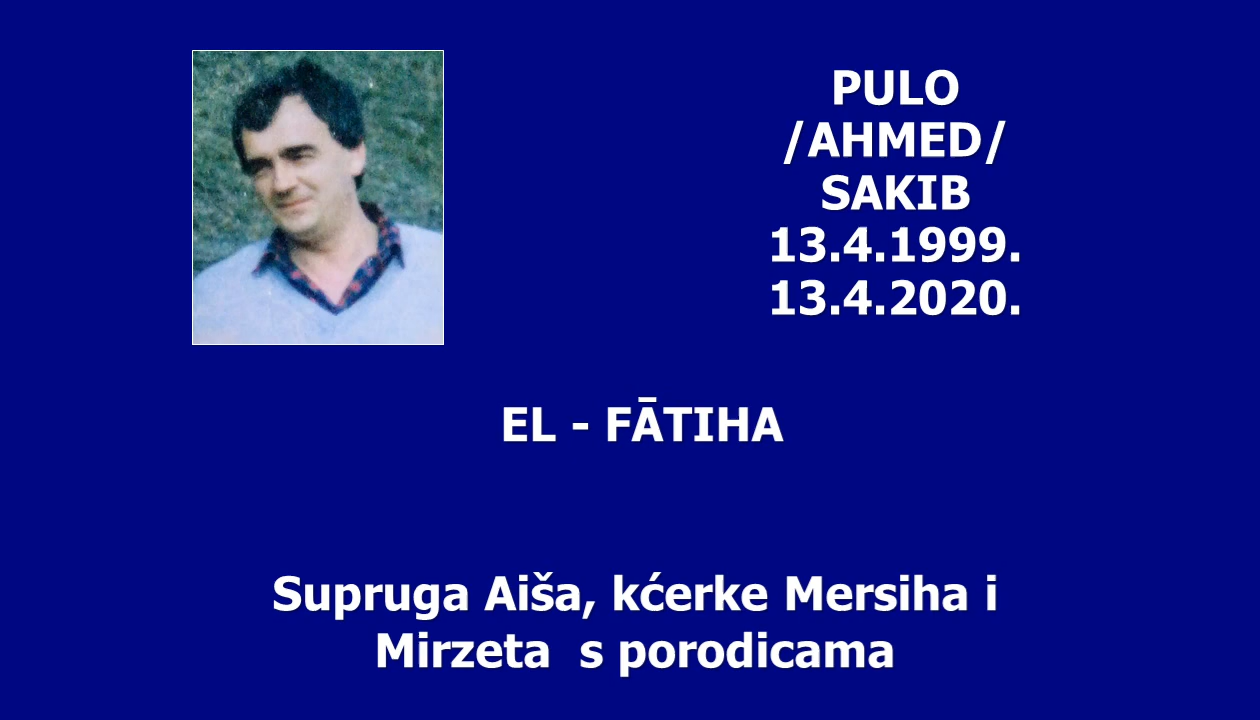 PULO
/AHMED/
SAKIB
13.4.1999.
13.4.2020.
EL - FĀTIHA
Supruga Aiša, kćerke Mersiha i
Mirzeta s porodicama